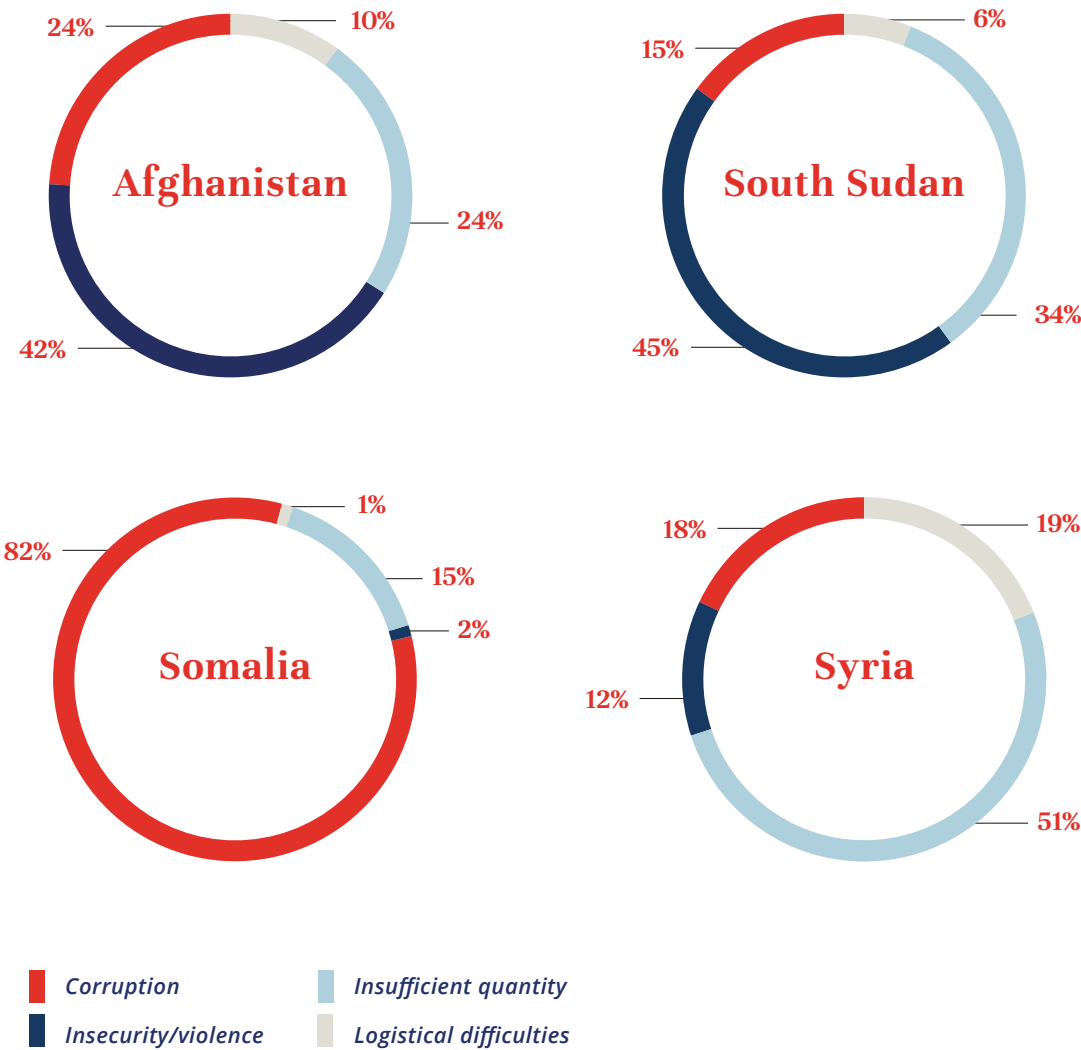 24%
10%
Afghanistan
24%
42%
6%
15%
South Sudan
34%
45%
1%
82%
15%
2%
Somalia
19%
18%
Syria
12%
51%
Corruption
Insecurity/violence
Insufficient quantity
Logistical difficulties